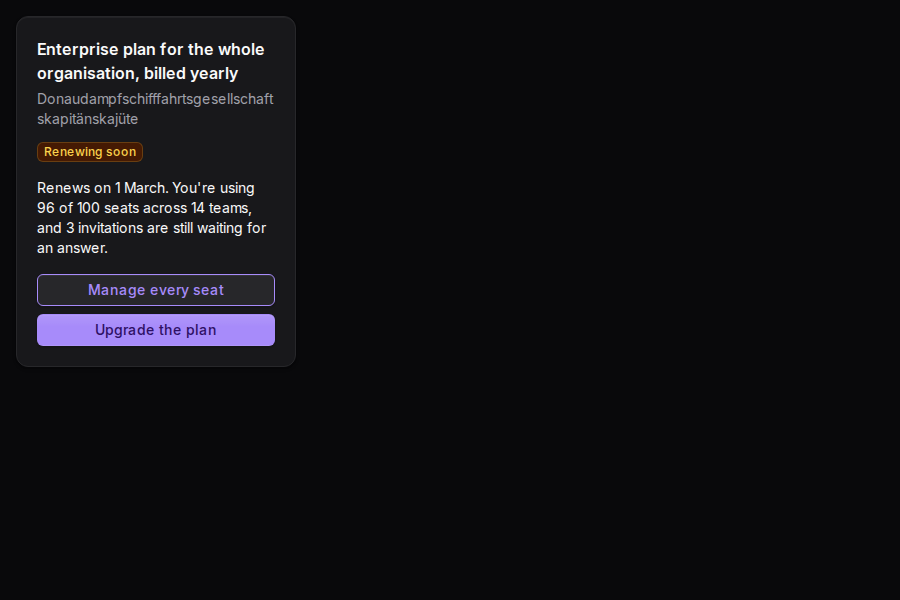 Enterprise plan for the whole
organisation, billed yearly
Donaudampfschifffahrtsgesellschaft
skapitänskajüte
Renewing soon
Renews on 1 March. You're using
96 of 100 seats across 14 teams,
and 3 invitations are still waiting for
an answer.
Manage every seat
Upgrade the plan